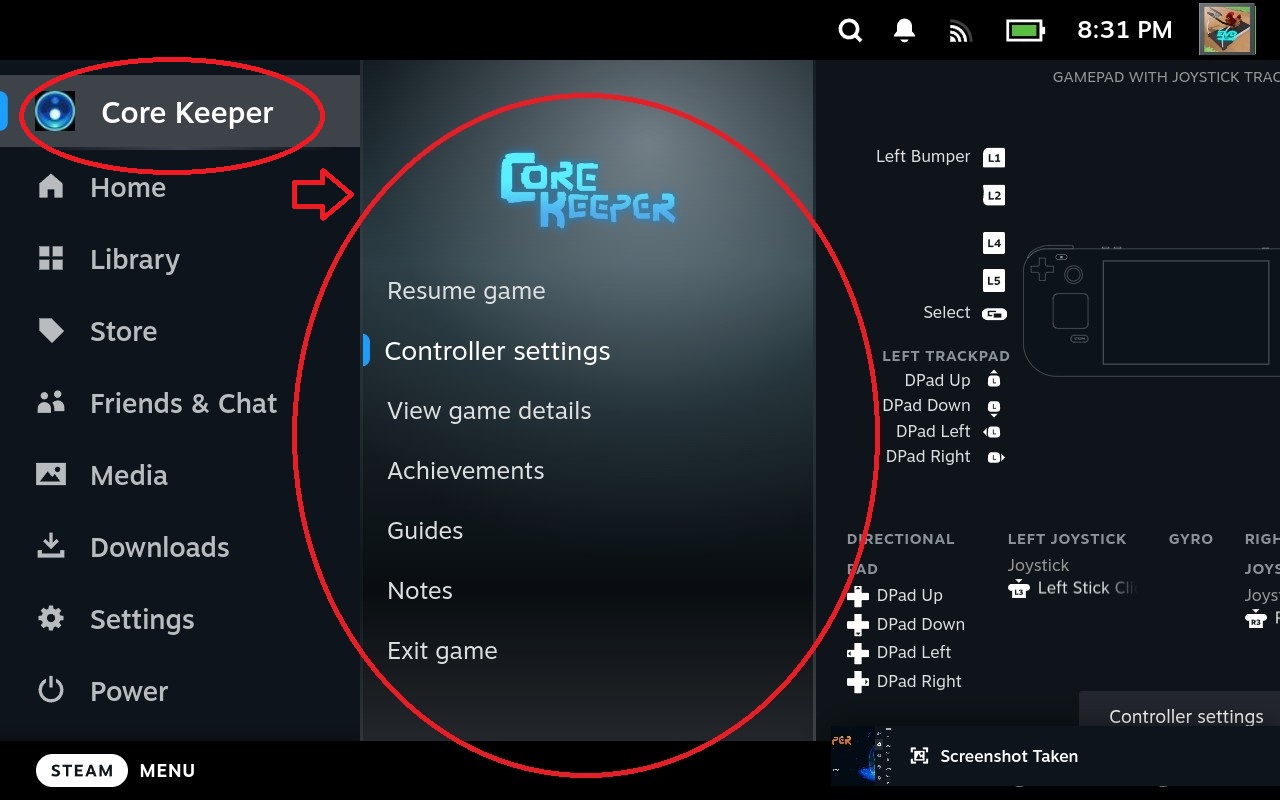 8:31 PM
Core Keeper
Home
Library
Store
Friends & Chat
Media
Downloads
Settings
Power
CORE
KEEPER
Resume game
Controller settings
View game details
Achievements
Guides
Notes
Exit game
GAMEPAD WITH JOYSTICK TRAC
Left Bumper L1
L2
L4
L5
Select
LEFT TRACKPAD
DPad Up L
DPad Down L
DPad Left L
DPad Right L
DIRECTIONAL
PAD
DPad Up
DPad Down
DPad Left
DPad Right
LEFT JOYSTICK
Joystick
L3 Left Stick Cli
GYRO
RIGH
JOYS
Joys
R3
Controller settings
Screenshot Taken
STEAM MENU